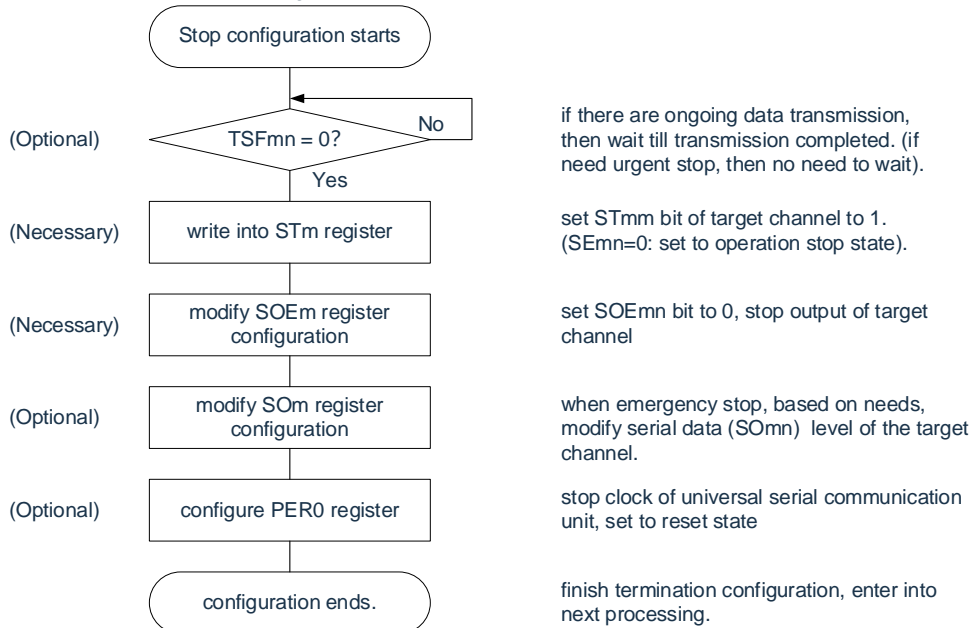 Stop configuration starts
(Optional)
TSFmn = 0?
No
Yes
if there are ongoing data transmission,
then wait till transmission completed. (if
need urgent stop, then no need to wait).
(Necessary)
write into STm register
set STmm bit of target channel to 1.
(SEmn=0: set to operation stop state).
(Necessary)
modify SOEm register
configuration
set SOEmn bit to 0, stop output of target
channel
(Optional)
modify SOm register
configuration
when emergency stop, based on needs,
modify serial data (SOmn) level of the target
channel.
(Optional)
configure PER0 register
stop clock of universal serial communication
unit, set to reset state
configuration ends.
finish termination configuration, enter into
next processing.